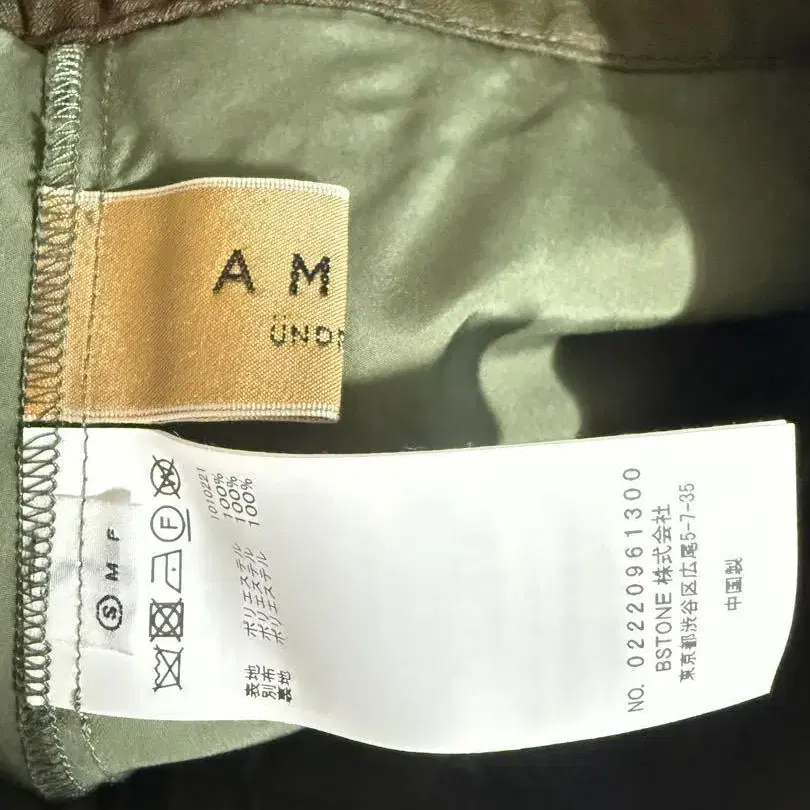 A M
ÜNDN
S M F
1010221
表地 ポリエステル 100%
別布 ポリエステル 100%
裏地 ポリエステル 100%
NO. 02220961300
BSTONE 株式会社
東京都渋谷区広尾5-7-35
中国製